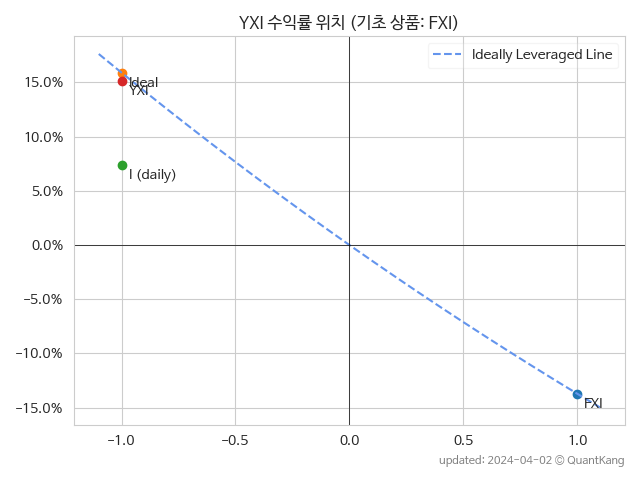 YXI 수익률 위치 (기초 상품: FXI)
Ideally Leveraged Line
15.0%
10.0%
5.0%
0.0%
−5.0%
−10.0%
−15.0%
Ideal
YXI
I (daily)
FXI
−1.0
−0.5
0.0
0.5
1.0
updated: 2024-04-02 © QuantKang